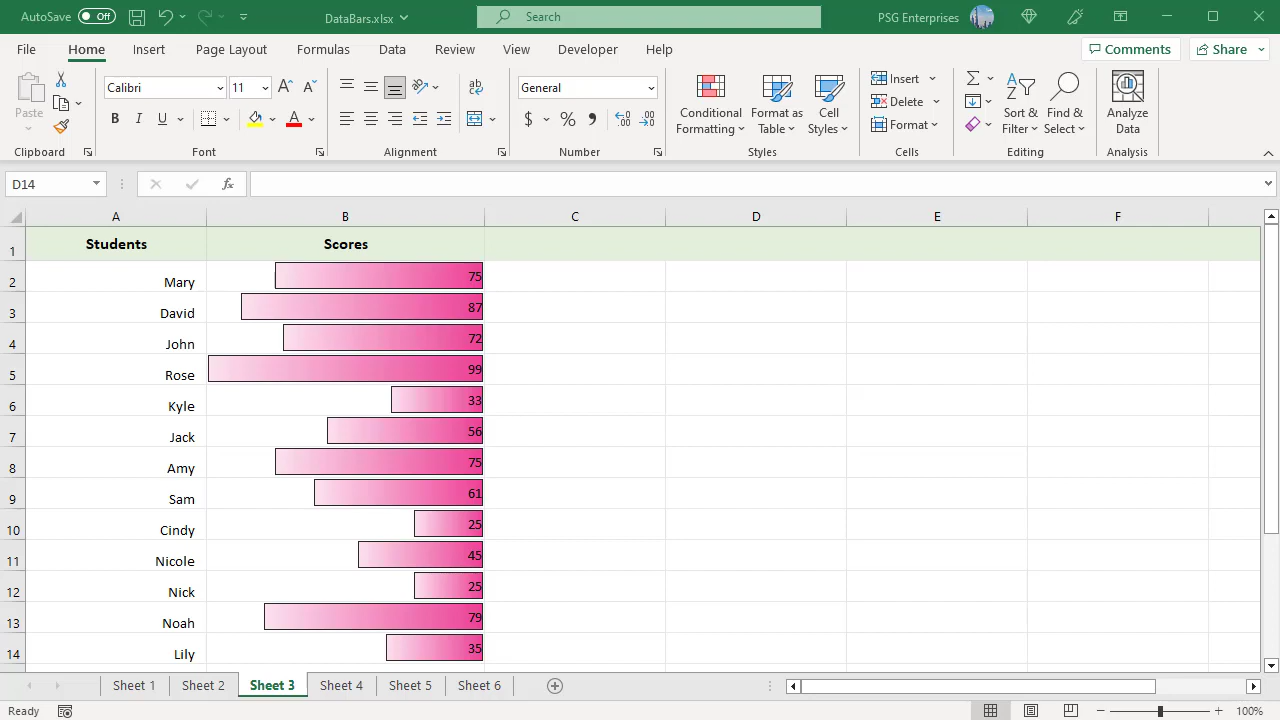 AutoSave Off DataBars.xlsx Search PSG Enterprises
File Home Insert Page Layout Formulas Data Review View Developer Help Comments Share
Paste Calibri 11 General Conditional Formatting Format as Table Cell Styles Insert Delete Format Sort & Filter Find & Select Analyze Data
Clipboard Font Alignment Number Styles Cells Editing Analysis
D14 fx
A B C D E F
1 Students Scores
2 Mary 75
3 David 87
4 John 72
5 Rose 99
6 Kyle 33
7 Jack 56
8 Amy 75
9 Sam 61
10 Cindy 25
11 Nicole 45
12 Nick 25
13 Noah 79
14 Lily 35
Sheet 1 Sheet 2 Sheet 3 Sheet 4 Sheet 5 Sheet 6
Ready 100%